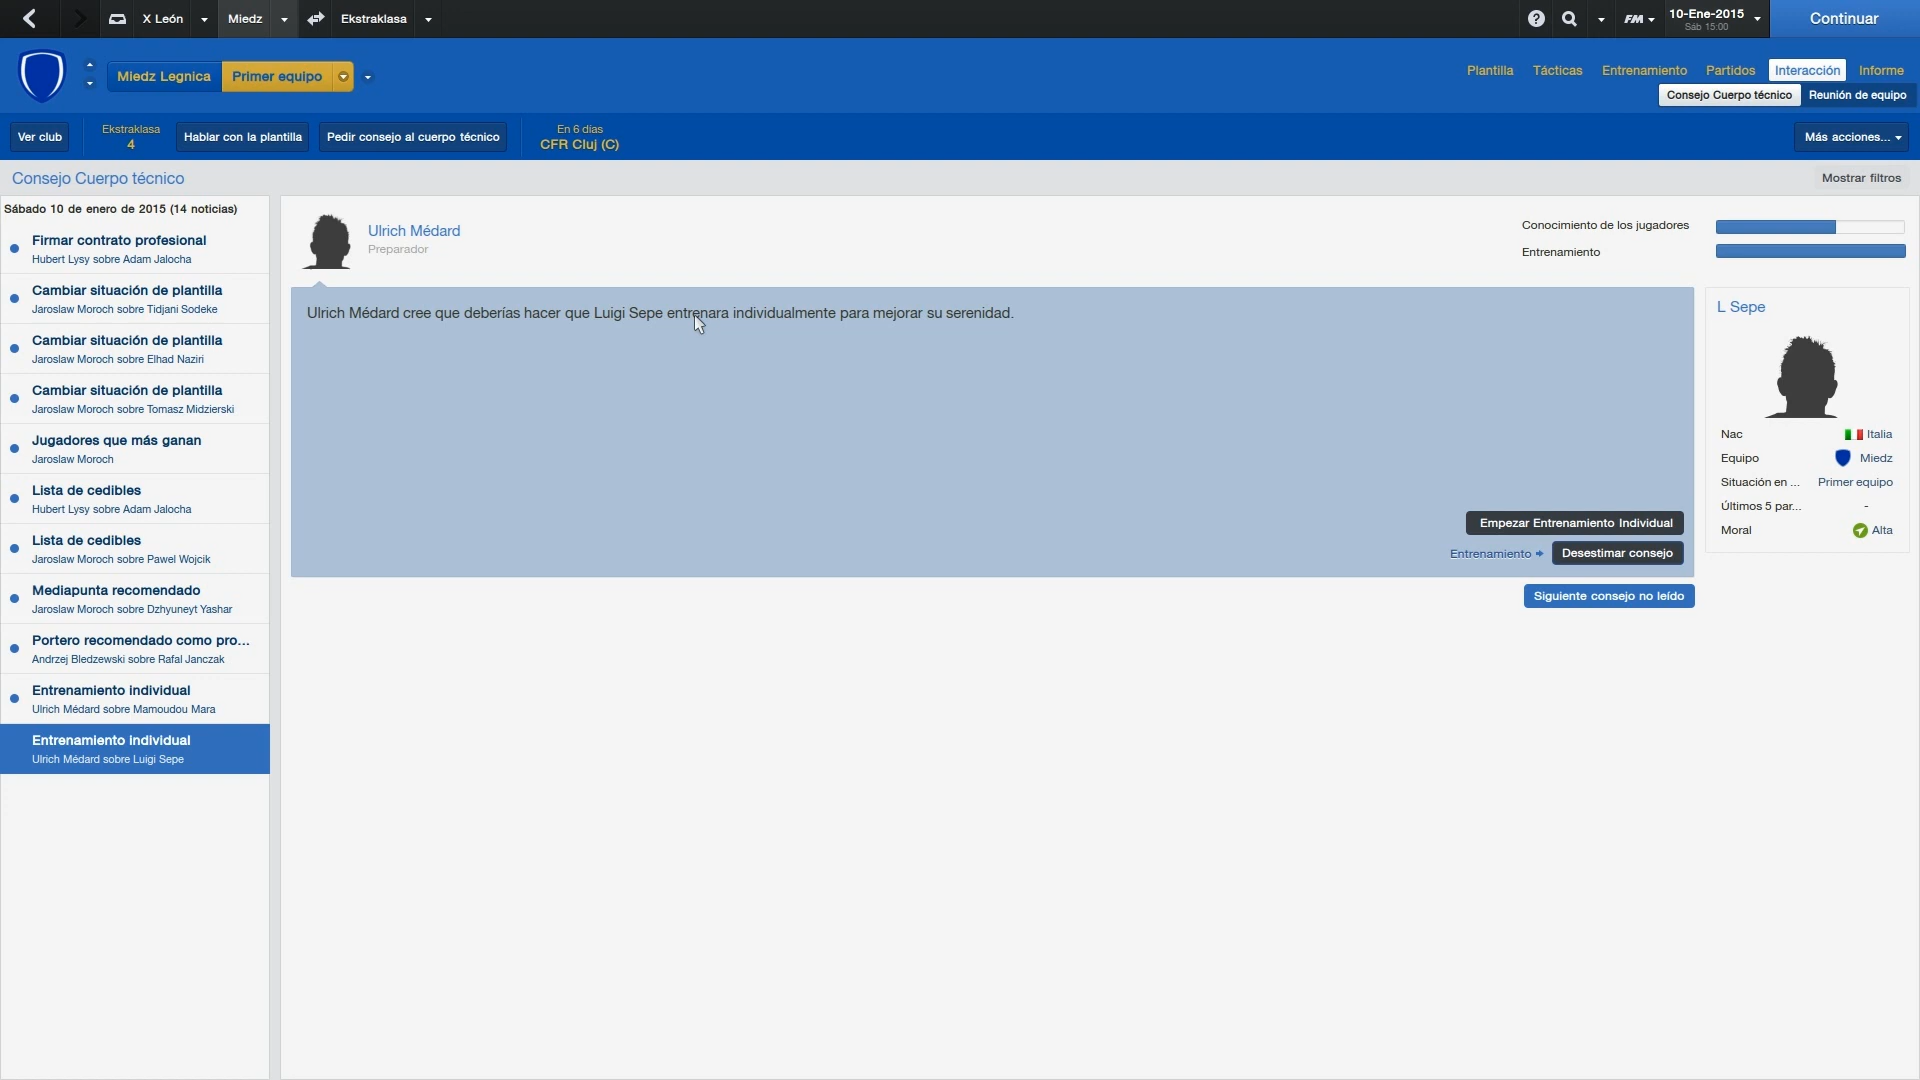 X León
Miedz
Ekstraklasa
FM
10-Ene-2015
Sáb 15:00
Continuar
Miedz Legnica
Primer equipo
Plantilla
Tácticas
Entrenamiento
Partidos
Interacción
Informe
Consejo Cuerpo técnico
Reunión de equipo
Ver club
Ekstraklasa
4
Hablar con la plantilla
Pedir consejo al cuerpo técnico
En 6 días
CFR Cluj (C)
Más acciones...
Consejo Cuerpo técnico
Mostrar filtros
Sábado 10 de enero de 2015 (14 noticias)
Firmar contrato profesional
Hubert Lysy sobre Adam Jalocha
Cambiar situación de plantilla
Jaroslaw Moroch sobre Tidjani Sodeke
Cambiar situación de plantilla
Jaroslaw Moroch sobre Elhad Naziri
Cambiar situación de plantilla
Jaroslaw Moroch sobre Tomasz Midzierski
Jugadores que más ganan
Jaroslaw Moroch
Lista de cedibles
Hubert Lysy sobre Adam Jalocha
Lista de cedibles
Jaroslaw Moroch sobre Pawel Wojcik
Mediapunta recomendado
Jaroslaw Moroch sobre Dzhyuneyt Yashar
Portero recomendado como pro...
Andrzej Bledzewski sobre Rafal Janczak
Entrenamiento individual
Ulrich Médard sobre Mamoudou Mara
Entrenamiento individual
Ulrich Médard sobre Luigi Sepe
Ulrich Médard
Preparador
Conocimiento de los jugadores
Entrenamiento
Ulrich Médard cree que deberías hacer que Luigi Sepe entrenara individualmente para mejorar su serenidad.
Empezar Entrenamiento Individual
Entrenamiento
Desestimar consejo
Siguiente consejo no leído
L Sepe
Nac Italia
Equipo Miedz
Situación en ... Primer equipo
Últimos 5 par... -
Moral Alta